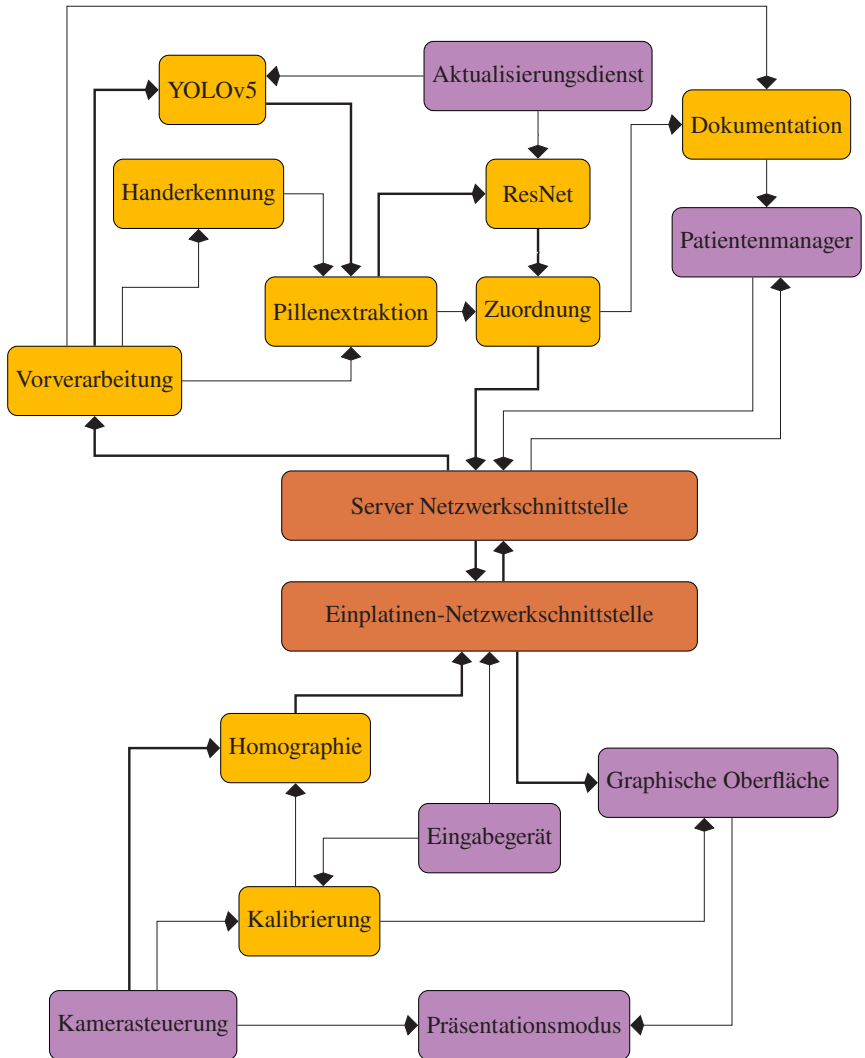 Aktualisierungsdienst
YOLOv5
Dokumentation
Handerkennung
ResNet
Patientenmanager
Pillenextraktion
Zuordnung
Vorverarbeitung
Server Netzwerkschnittstelle
Einplatinen-Netzwerkschnittstelle
Homographie
Graphische Oberfläche
Eingabegerät
Kalibrierung
Kamerasteuerung
Präsentationsmodus